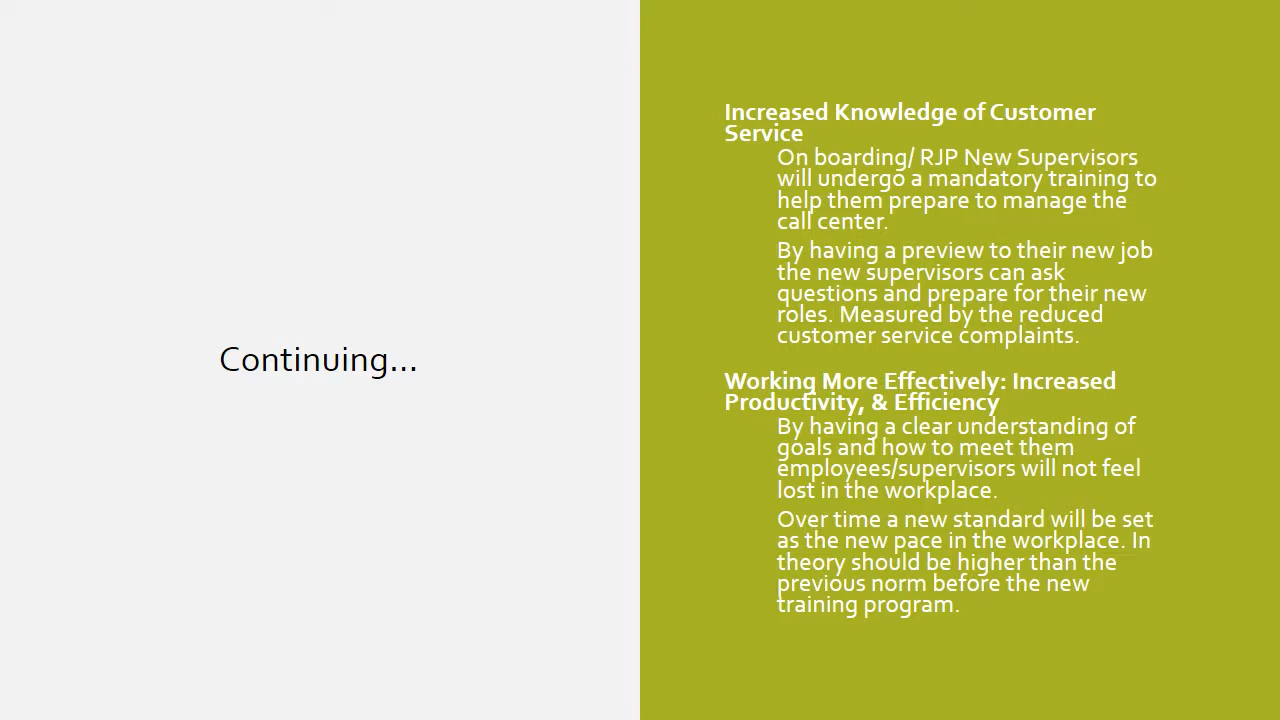 Continuing...
Increased Knowledge of Customer
Service
On boarding/ RJP New Supervisors
will undergo a mandatory training to
help them prepare to manage the
call center.
By having a preview to their new job
the new supervisors can ask
questions and prepare for their new
roles. Measured by the reduced
customer service complaints.
Working More Effectively: Increased
Productivity, & Efficiency
By having a clear understanding of
goals and how to meet them
employees/supervisors will not feel
lost in the workplace.
Over time a new standard will be set
as the new pace in the workplace. In
theory should be higher than the
previous norm before the new
training program.